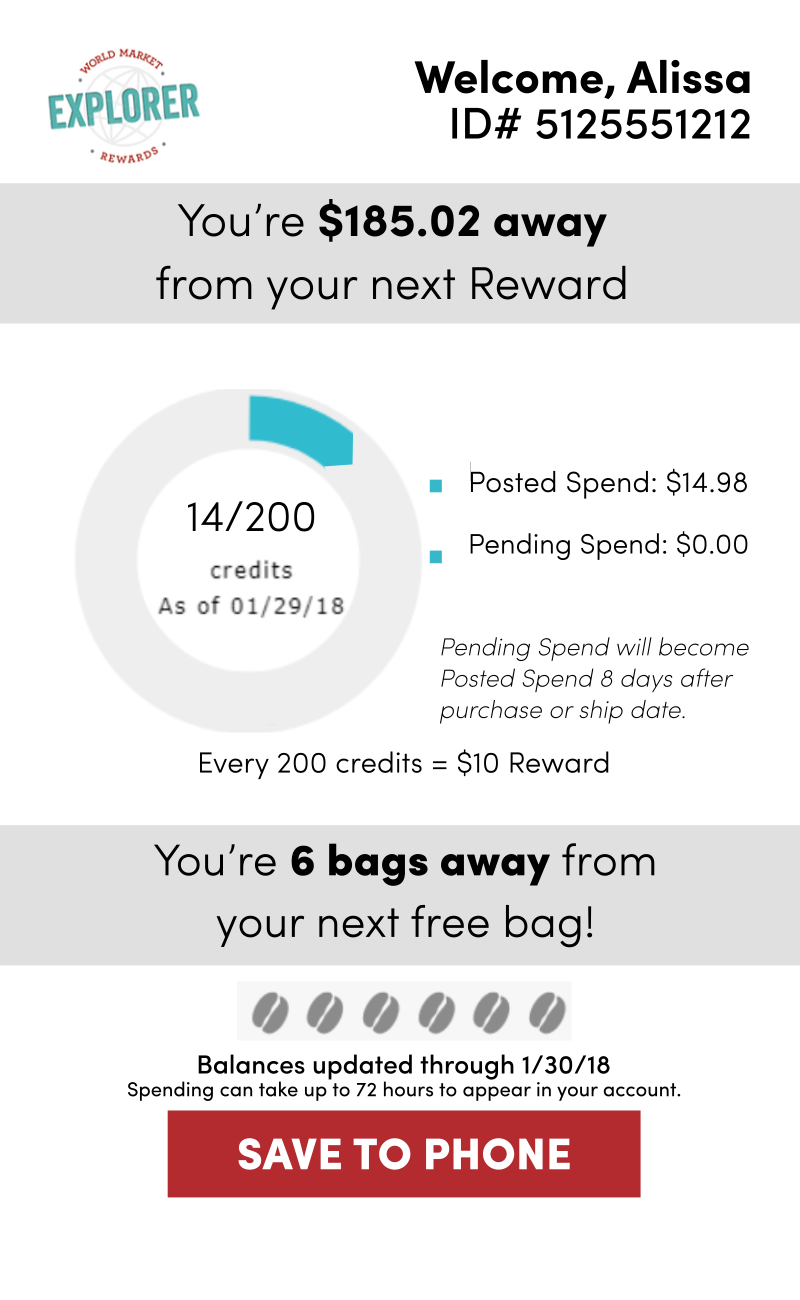 WORLD MARKET
EXPLORER
REWARDS
Welcome, Alissa
ID# 5125551212
You’re $185.02 away
from your next Reward
14/200
credits
As of 01/29/18
Posted Spend: $14.98
Pending Spend: $0.00
Pending Spend will become
Posted Spend 8 days after
purchase or ship date.
Every 200 credits = $10 Reward
You’re 6 bags away from
your next free bag!
Balances updated through 1/30/18
Spending can take up to 72 hours to appear in your account.
SAVE TO PHONE